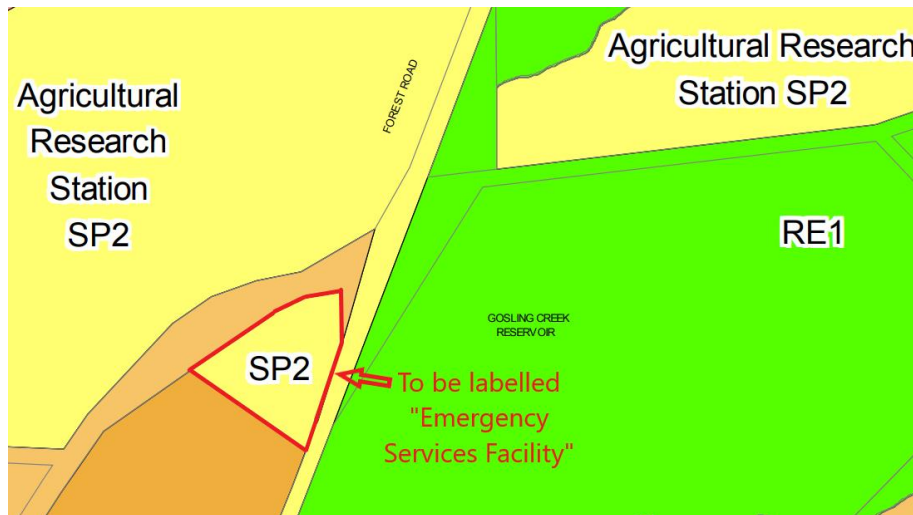 Agricultural
Research
Station
SP2
FOREST ROAD
Agricultural Research
Station SP2
RE1
GOSLING CREEK
RESERVOIR
SP2
To be labelled
"Emergency
Services Facility"